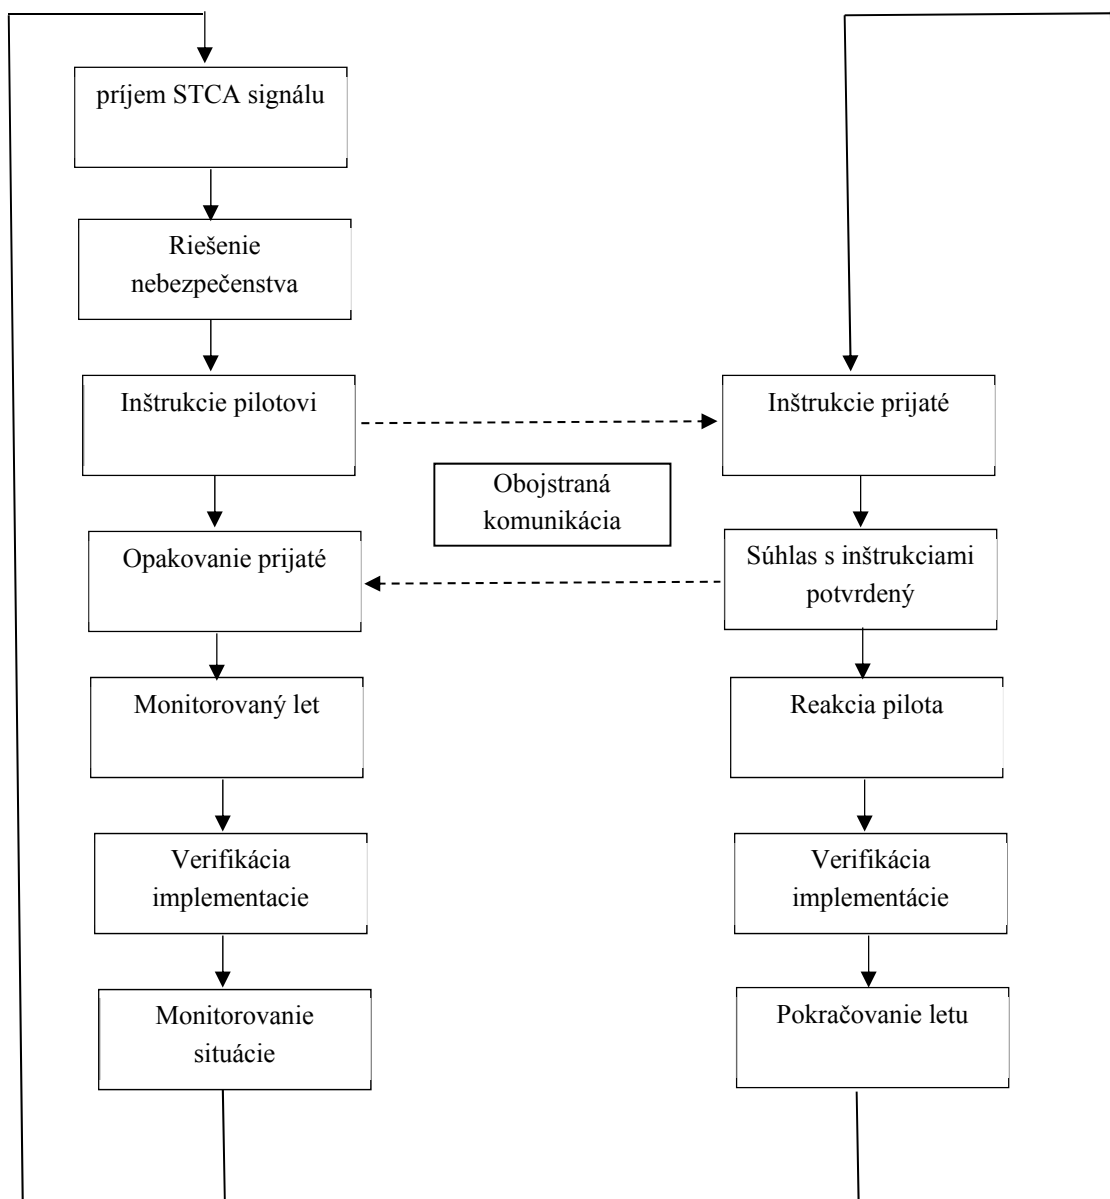 príjem STCA signálu
Riešenie
nebezpečenstva
Inštrukcie pilotovi
Inštrukcie prijaté
Obojstraná
komunikácia
Opakovanie prijaté
Súhlas s inštrukciami
potvrdený
Monitorovaný let
Reakcia pilota
Verifikácia
implementacie
Verifikácia
implementácie
Monitorovanie
situácie
Pokračovanie letu